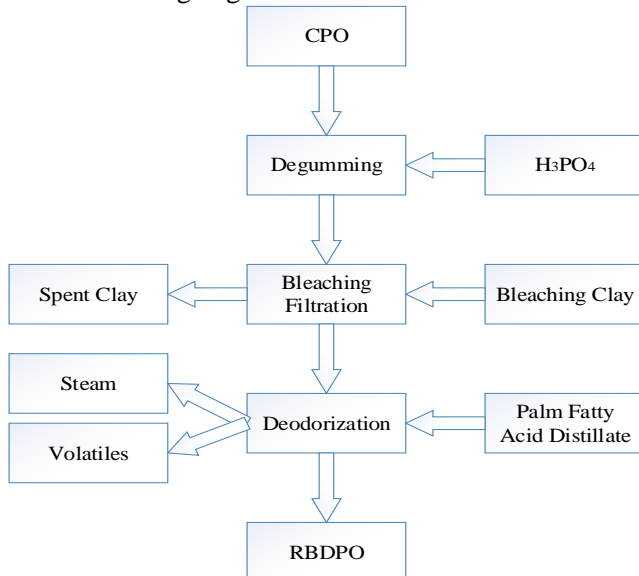 CPO
Degumming
H3PO4
Spent Clay
Bleaching
Filtration
Bleaching Clay
Steam
Volatiles
Deodorization
Palm Fatty
Acid Distillate
RBDPO